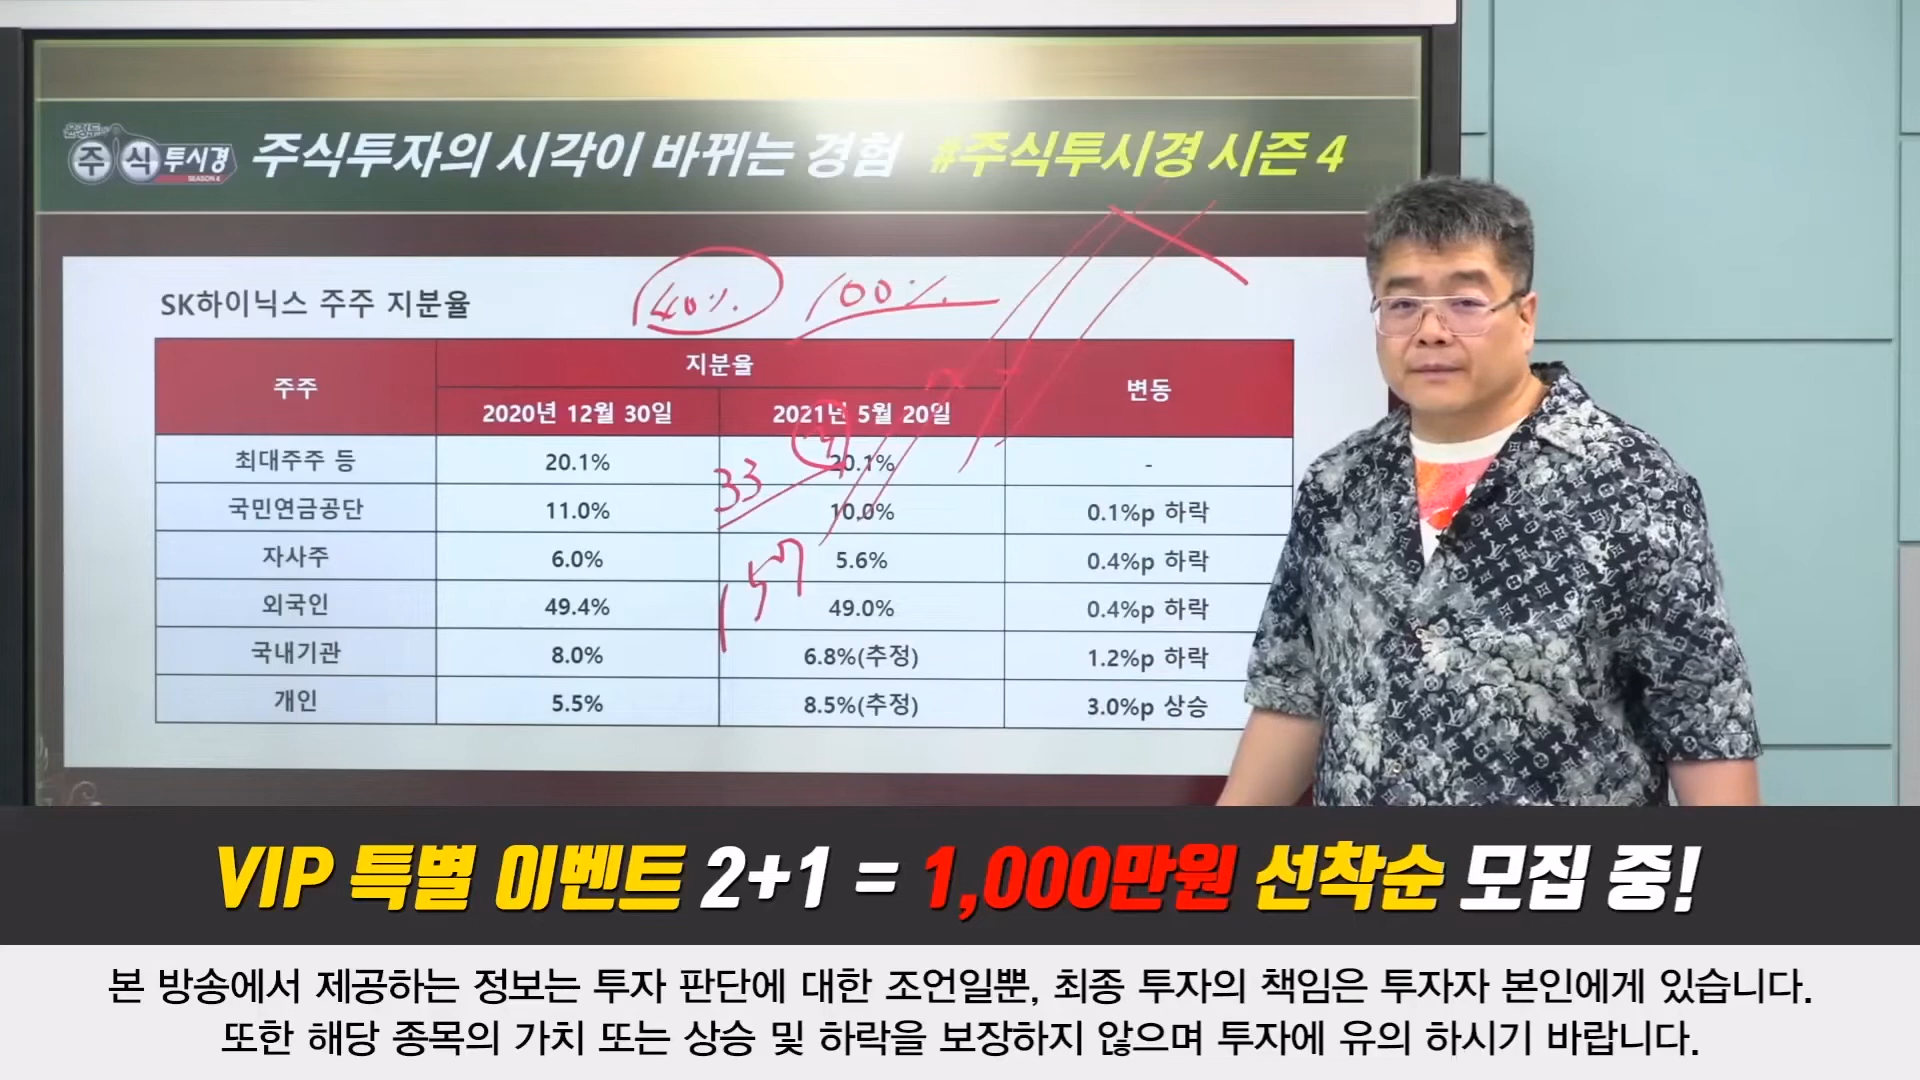 윤정두의
주식투시경
SEASON 4
주식투자의 시각이 바뀌는 경험 #주식투시경 시즌 4
SK하이닉스 주주 지분율
40%. 100%.
주주 지분율 변동
2020년 12월 30일 2021년 5월 20일
최대주주 등 20.1% 20.1% -
국민연금공단 11.0% 10.0% 0.1%p 하락
자사주 6.0% 5.6% 0.4%p 하락
외국인 49.4% 49.0% 0.4%p 하락
국내기관 8.0% 6.8%(추정) 1.2%p 하락
개인 5.5% 8.5%(추정) 3.0%p 상승
33
157
VIP 특별 이벤트 2+1 = 1,000만원 선착순 모집 중!
본 방송에서 제공하는 정보는 투자 판단에 대한 조언일뿐, 최종 투자의 책임은 투자자 본인에게 있습니다.
또한 해당 종목의 가치 또는 상승 및 하락을 보장하지 않으며 투자에 유의 하시기 바랍니다.